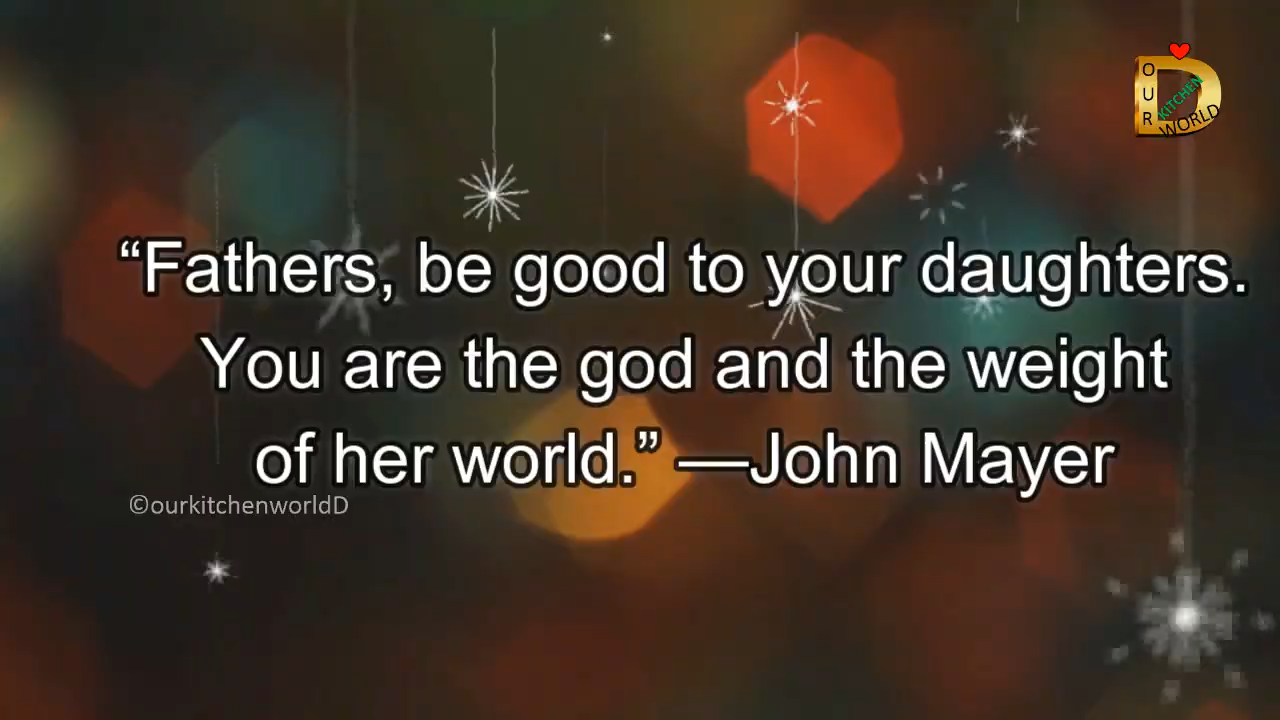 OUR
KITCHEN
WORLD
“Fathers, be good to your daughters.
You are the god and the weight
of her world.” —John Mayer
©ourkitchenworldD